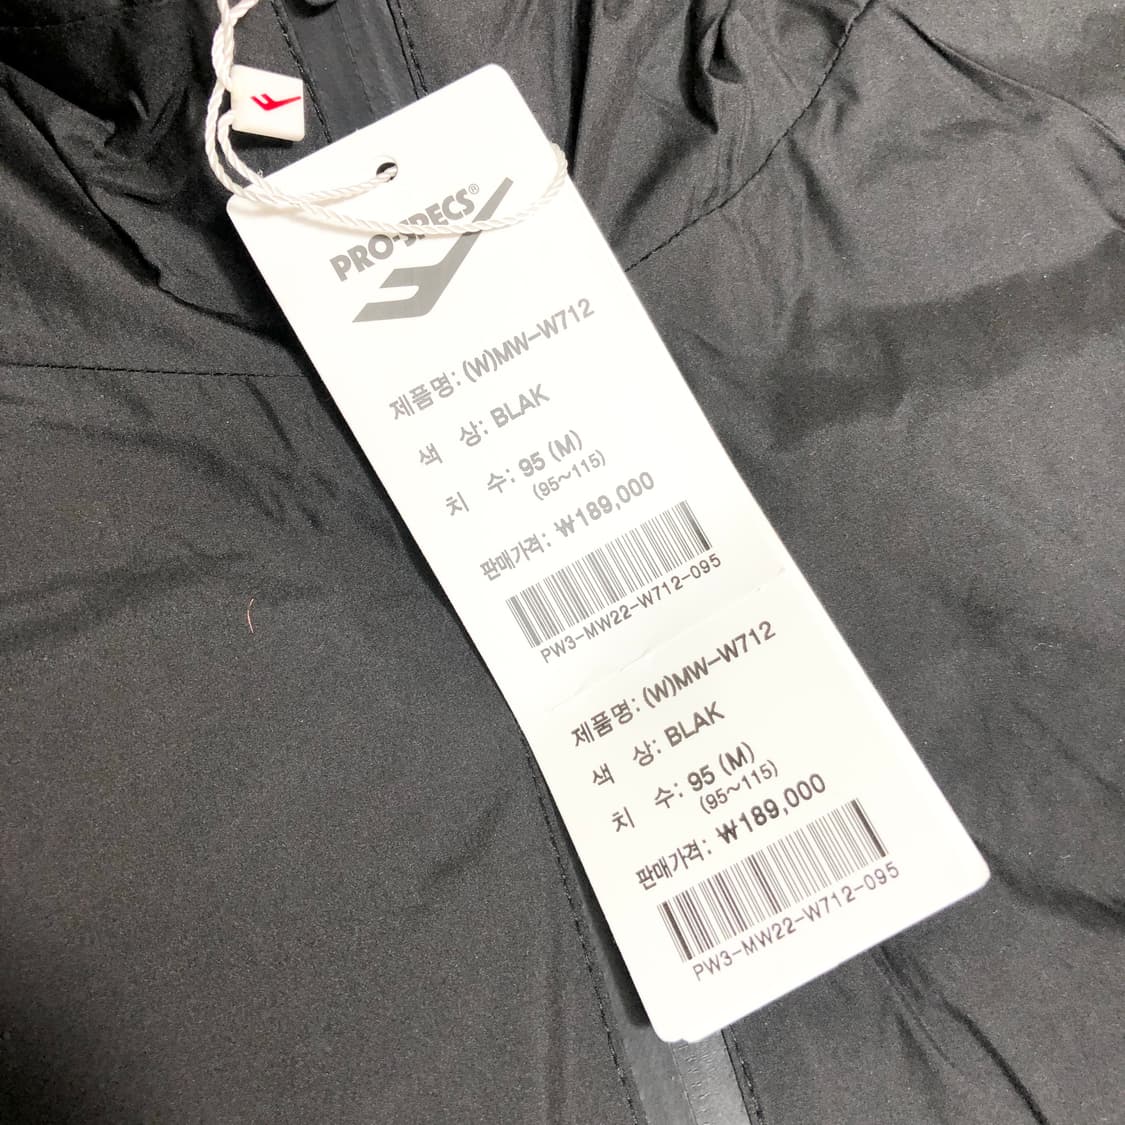 PRO-SPECS®
제품명: (W)MW-W712
색 상: BLAK
치 수: 95 (M)
(95~115)
판매가격: ₩189,000
PW3-MW22-W712-095
제품명: (W)MW-W712
색 상: BLAK
치 수: 95 (M)
(95~115)
판매가격: ₩189,000
PW3-MW22-W712-095